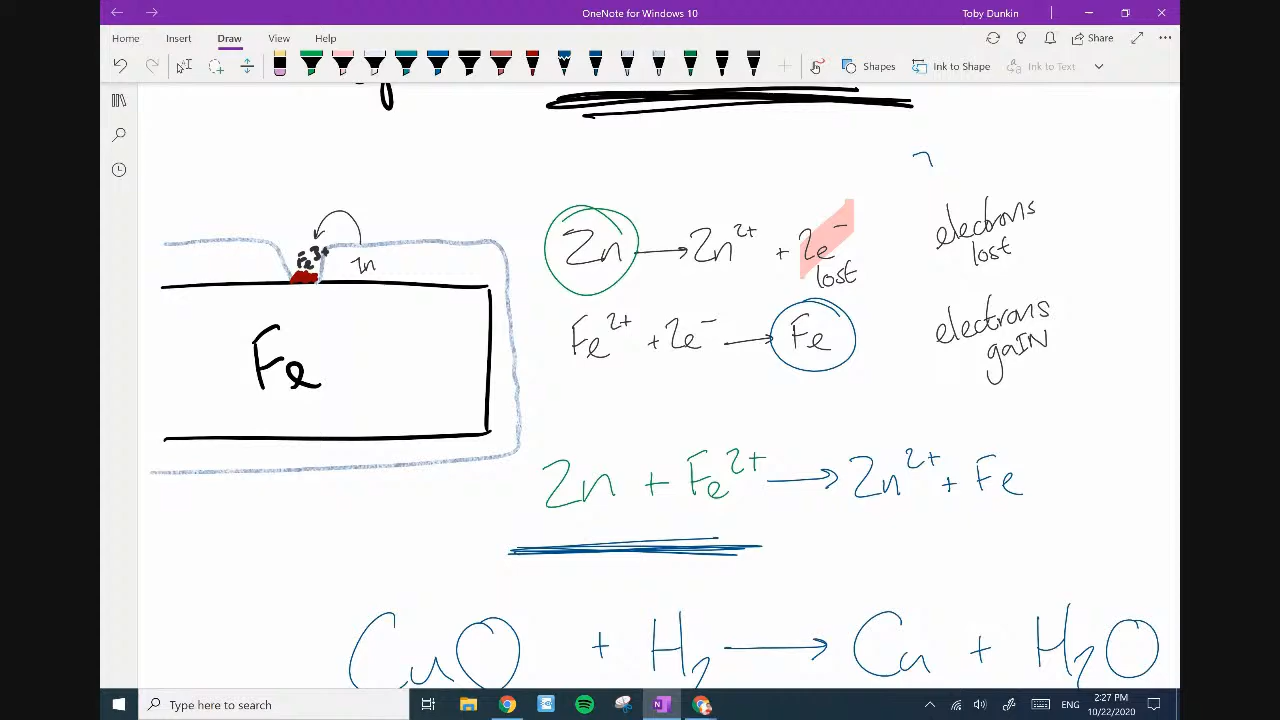 OneNote for Windows 10
Toby Dunkin
Home Insert Draw View Help
Share
Shapes
Ink to Shape
Ink to Text
Zn → Zn²⁺ + 2e⁻
lost
electrons
lost
Fe³⁺
Zn
Fe²⁺ + 2e⁻ → Fe
electrons
gaIN
Fe
Zn + Fe²⁺ → Zn²⁺ + Fe
CuO + H₂ → Cu + H₂O
Type here to search
ENG
2:27 PM
10/22/2020